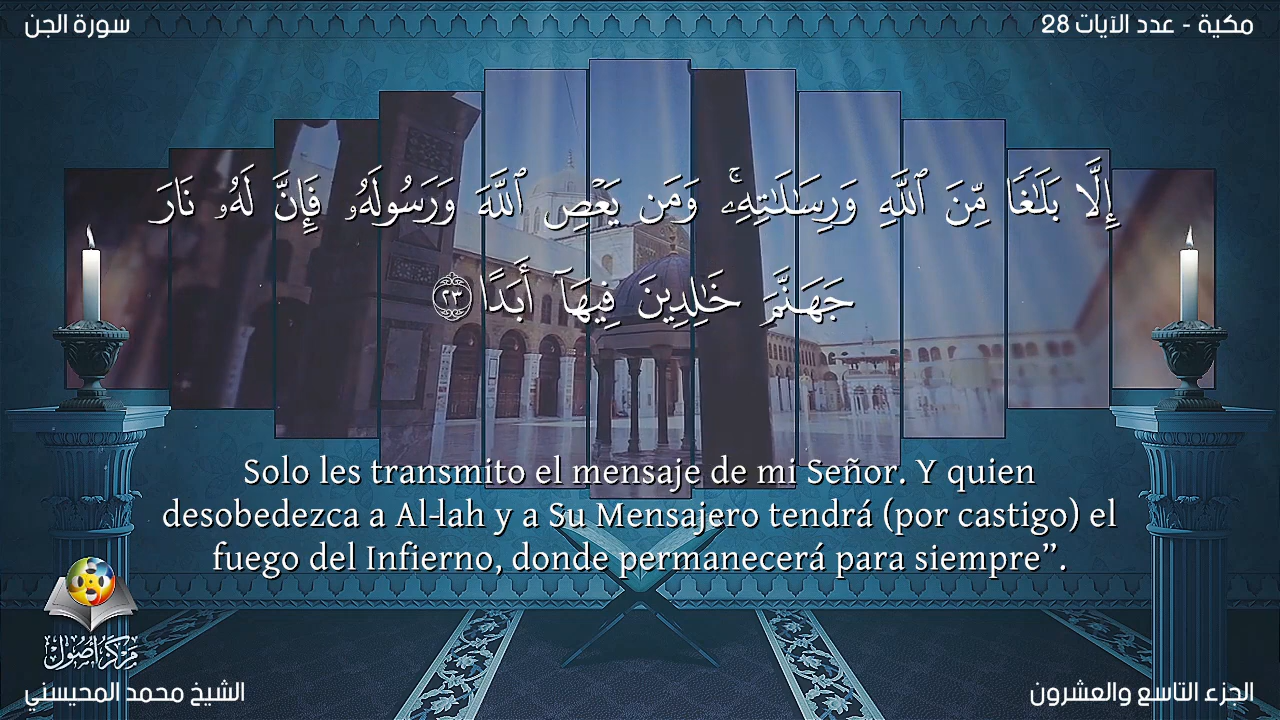 سورة الجن
مكية - عدد الآيات 28
إِلَّا بَلَٰغًا مِّنَ ٱللَّهِ وَرِسَٰلَٰتِهِۦۚ وَمَن يَعْصِ ٱللَّهَ وَرَسُولَهُۥ فَإِنَّ لَهُۥ نَارَ
جَهَنَّمَ خَٰلِدِينَ فِيهَآ أَبَدًا ٢٣
Solo les transmito el mensaje de mi Señor. Y quien
desobedezca a Al-lah y a Su Mensajero tendrá (por castigo) el
fuego del Infierno, donde permanecerá para siempre”.
مركز أصول
الشيخ محمد المحيسني
الجزء التاسع والعشرون